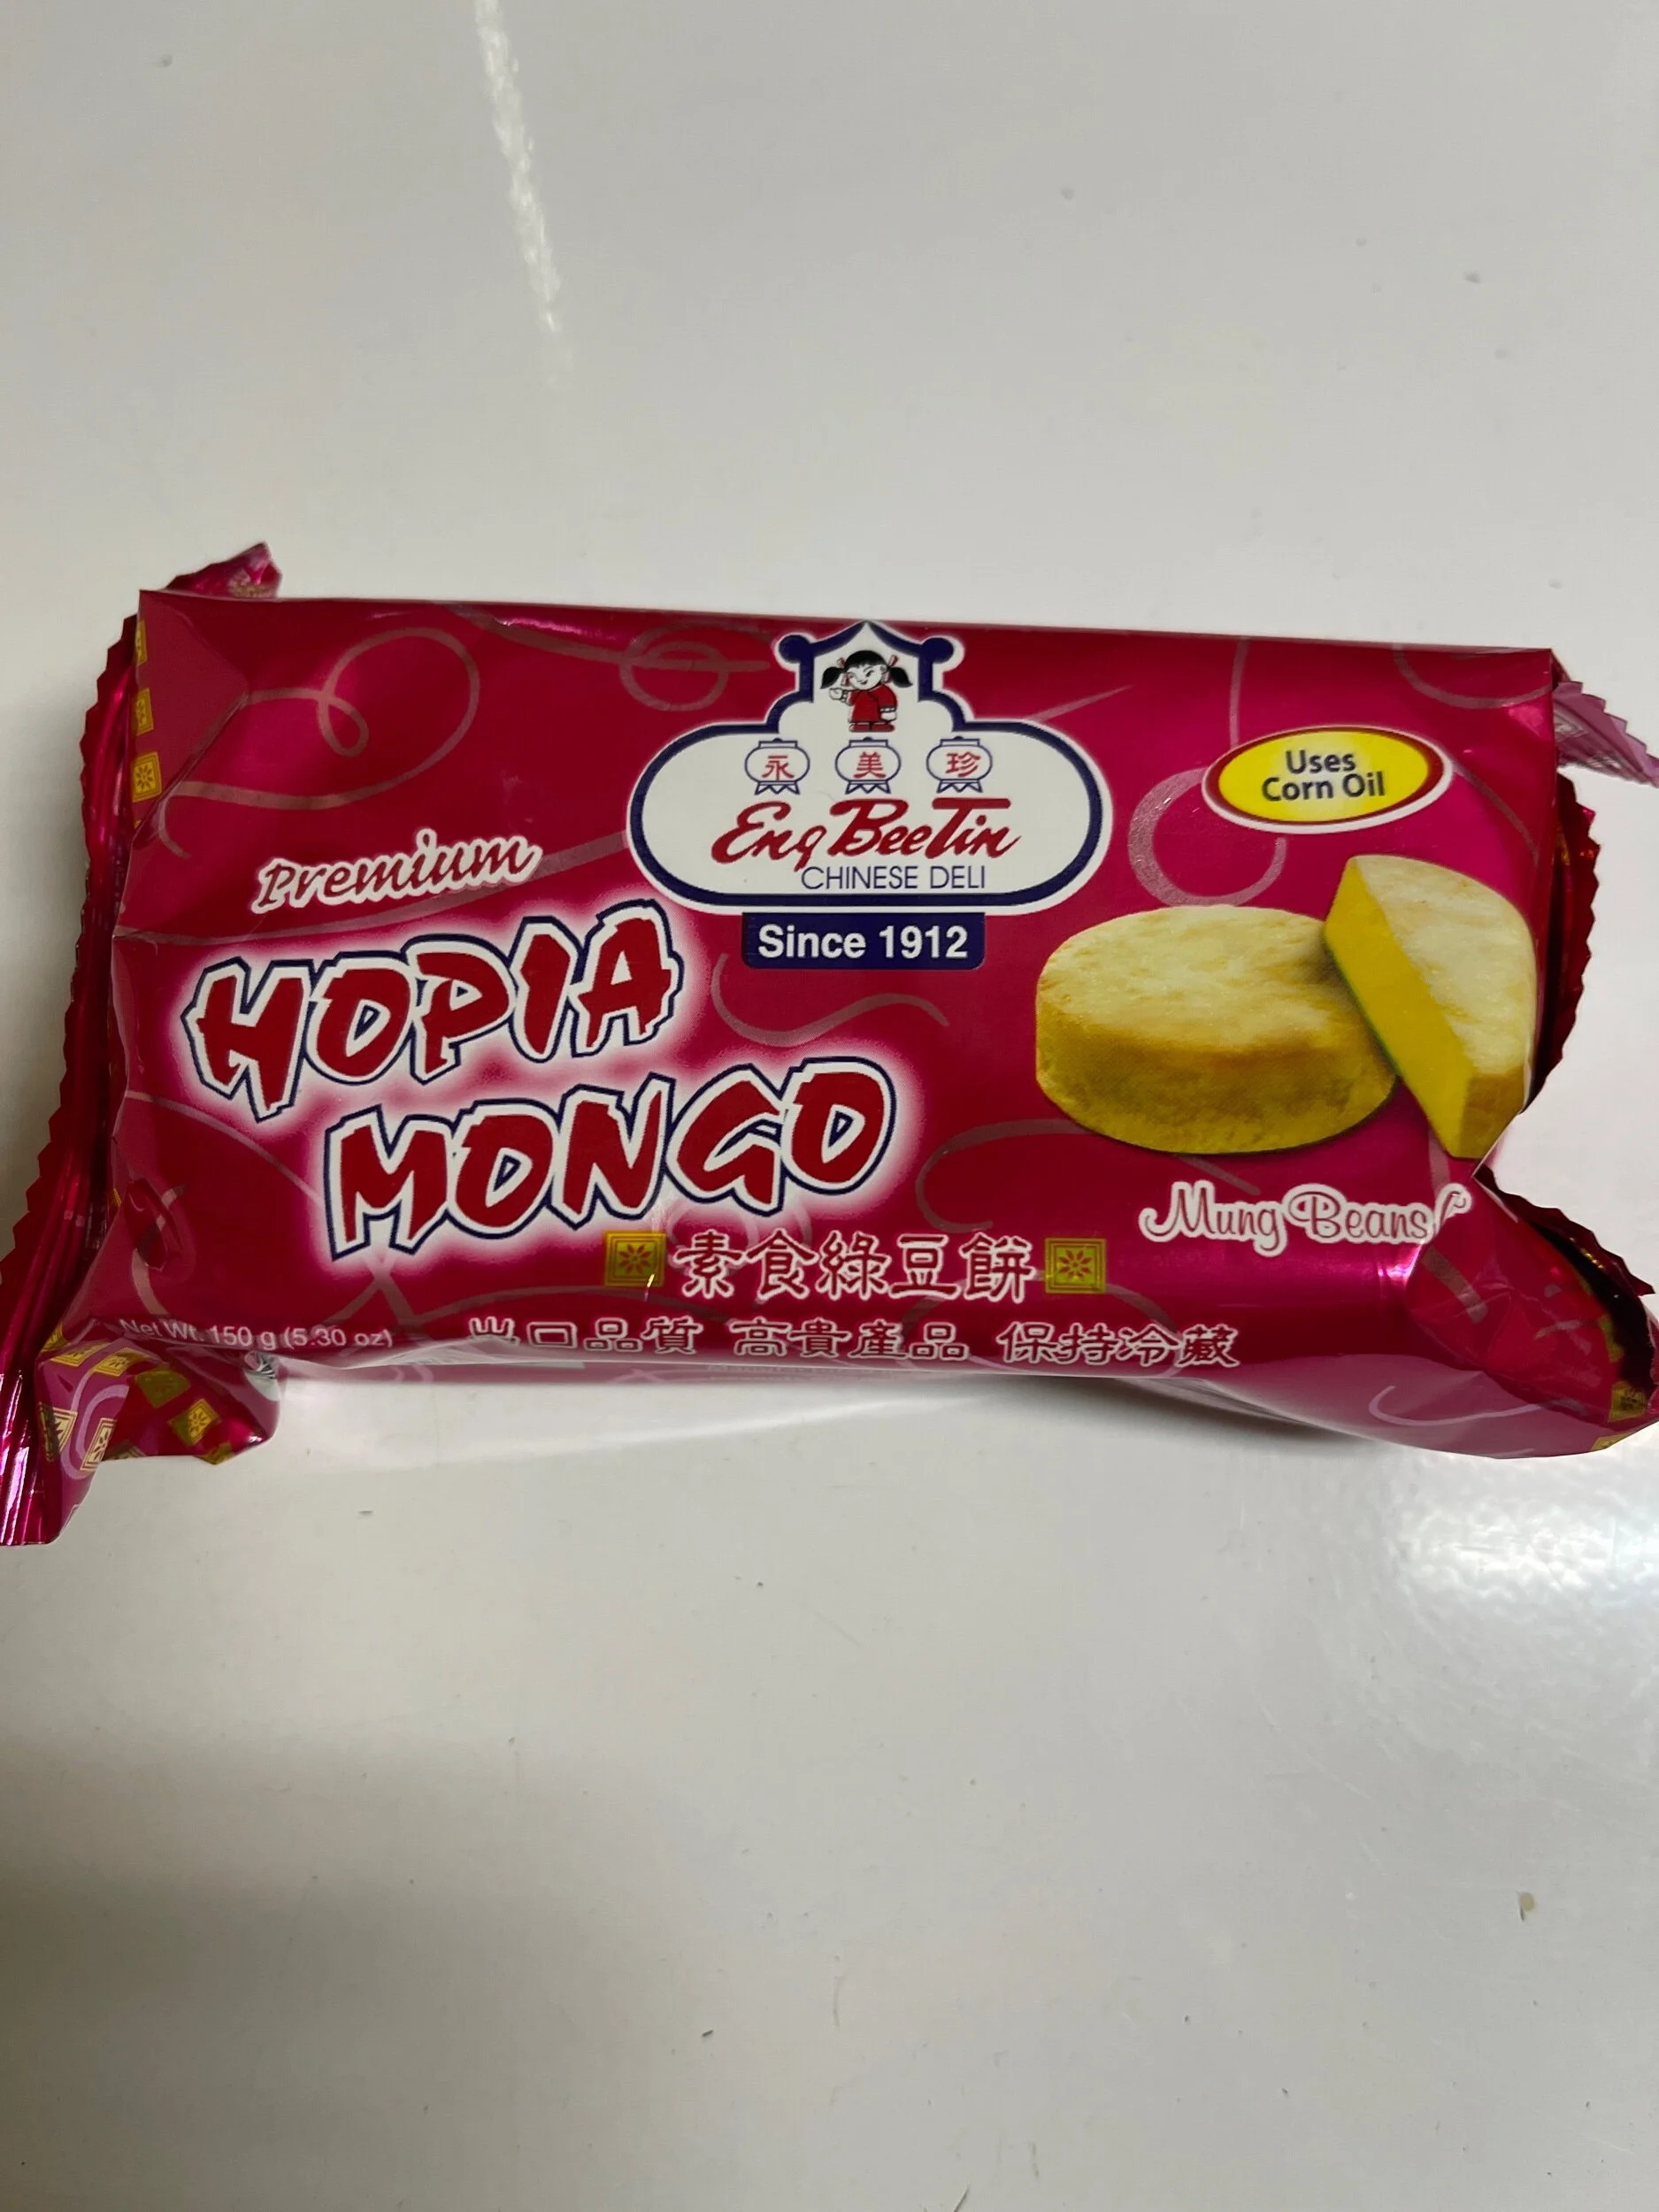 永 美 珍
Eng Bee Tin
CHINESE DELI
Since 1912
Uses
Corn Oil
Premium
HOPIA
MONGO
Mung Beans
素食綠豆餅
Net Wt. 150 g (5.30 oz)
出口品質 高貴產品 保持冷藏